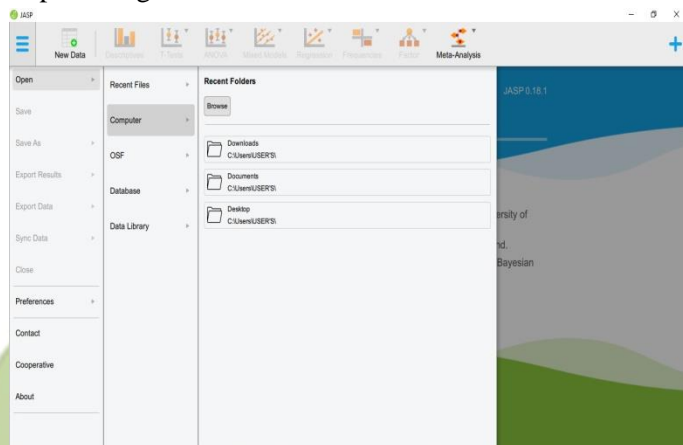 JASP
New Data
Descriptives
T-Tests
ANOVA
Mixed Models
Regression
Frequencies
Factor
Meta-Analysis
Open
Save
Save As
Export Results
Export Data
Sync Data
Close
Preferences
Contact
Cooperative
About
Recent Files
Computer
OSF
Database
Data Library
Recent Folders
Browse
Downloads
C:\Users\USER'S\
Documents
C:\Users\USER'S\
Desktop
C:\Users\USER'S\
JASP 0.18.1
ersity of
nd.
Bayesian